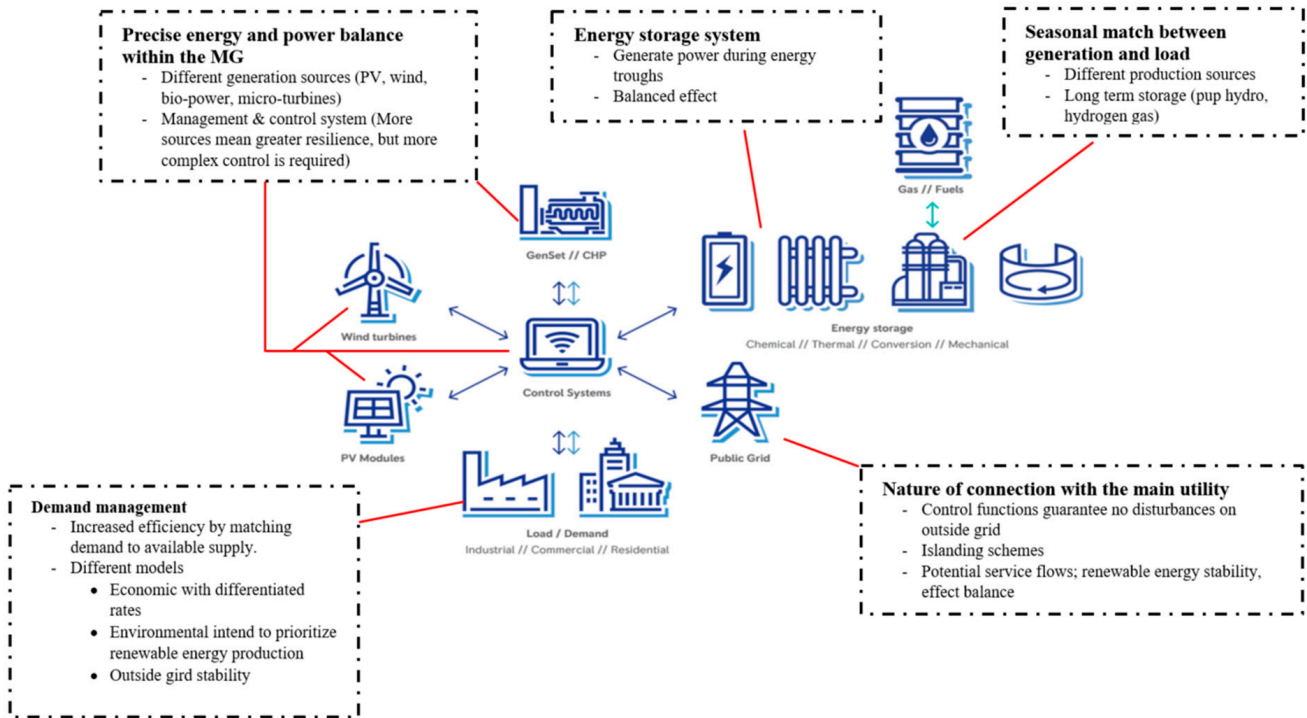 Precise energy and power balance
within the MG
- Different generation sources (PV, wind,
bio-power, micro-turbines)
- Management & control system (More
sources mean greater resilience, but more
complex control is required)
Energy storage system
- Generate power during energy
troughs
- Balanced effect
Seasonal match between
generation and load
- Different production sources
- Long term storage (pup hydro,
hydrogen gas)
Gas // Fuels
GenSet // CHP
Wind turbines
Energy storage
Chemical // Thermal // Conversion // Mechanical
Control Systems
PV Modules
Public Grid
Load / Demand
Industrial // Commercial // Residential
Demand management
- Increased efficiency by matching
demand to available supply.
- Different models
• Economic with differentiated
rates
• Environmental intend to prioritize
renewable energy production
• Outside gird stability
Nature of connection with the main utility
- Control functions guarantee no disturbances on
outside grid
- Islanding schemes
- Potential service flows; renewable energy stability,
effect balance